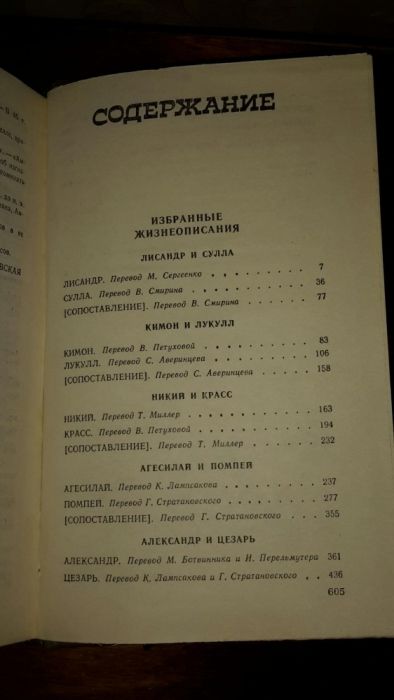 СОДЕРЖАНИЕ
ИЗБРАННЫЕ
ЖИЗНЕОПИСАНИЯ
ЛИСАНДР И СУЛЛА
ЛИСАНДР. Перевод М. Сергеенко . . . . . . . . 7
СУЛЛА. Перевод В. Смирина . . . . . . . . . 36
[СОПОСТАВЛЕНИЕ]. Перевод В. Смирина . . . . . 77
КИМОН И ЛУКУЛЛ
КИМОН. Перевод В. Петуховой . . . . . . . . 83
ЛУКУЛЛ. Перевод С. Аверинцева . . . . . . . . 106
[СОПОСТАВЛЕНИЕ]. Перевод С. Аверинцева . . . . 158
НИКИЙ И КРАСС
НИКИЙ. Перевод Т. Миллер . . . . . . . . . 163
КРАСС. Перевод В. Петуховой . . . . . . . . 194
[СОПОСТАВЛЕНИЕ]. Перевод Т. Миллер . . . . . 232
АГЕСИЛАЙ И ПОМПЕЙ
АГЕСИЛАЙ. Перевод К. Лампсакова . . . . . . 237
ПОМПЕЙ. Перевод Г. Стратановского . . . . . . 277
[СОПОСТАВЛЕНИЕ]. Перевод Г. Стратановского . . . 355
АЛЕКСАНДР И ЦЕЗАРЬ
АЛЕКСАНДР. Перевод М. Ботвинника и И. Перельмутера 361
ЦЕЗАРЬ. Перевод К. Лампсакова и Г. Стратановского . . 436
605